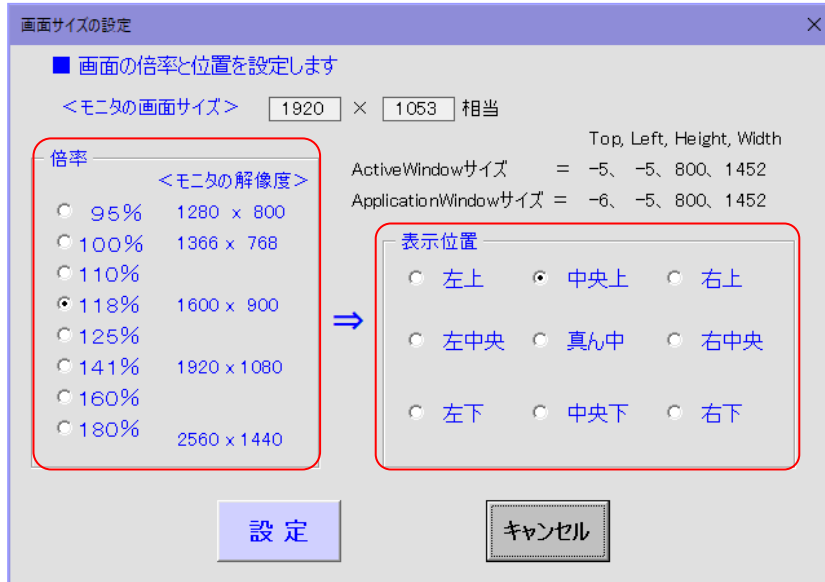 画面サイズの設定
■ 画面の倍率と位置を設定します
＜モニタの画面サイズ＞ 1920 × 1053 相当
Top, Left, Height, Width
ActiveWindowサイズ = -5、 -5、800、1452
ApplicationWindowサイズ = -6、 -5、800、1452
倍率
＜モニタの解像度＞
95% 1280 x 800
100% 1366 x 768
110%
118% 1600 x 900
125%
141% 1920 x 1080
160%
180%
2560 x 1440
⇒
表示位置
左上 中央上 右上
左中央 真ん中 右中央
左下 中央下 右下
設 定 キャンセル